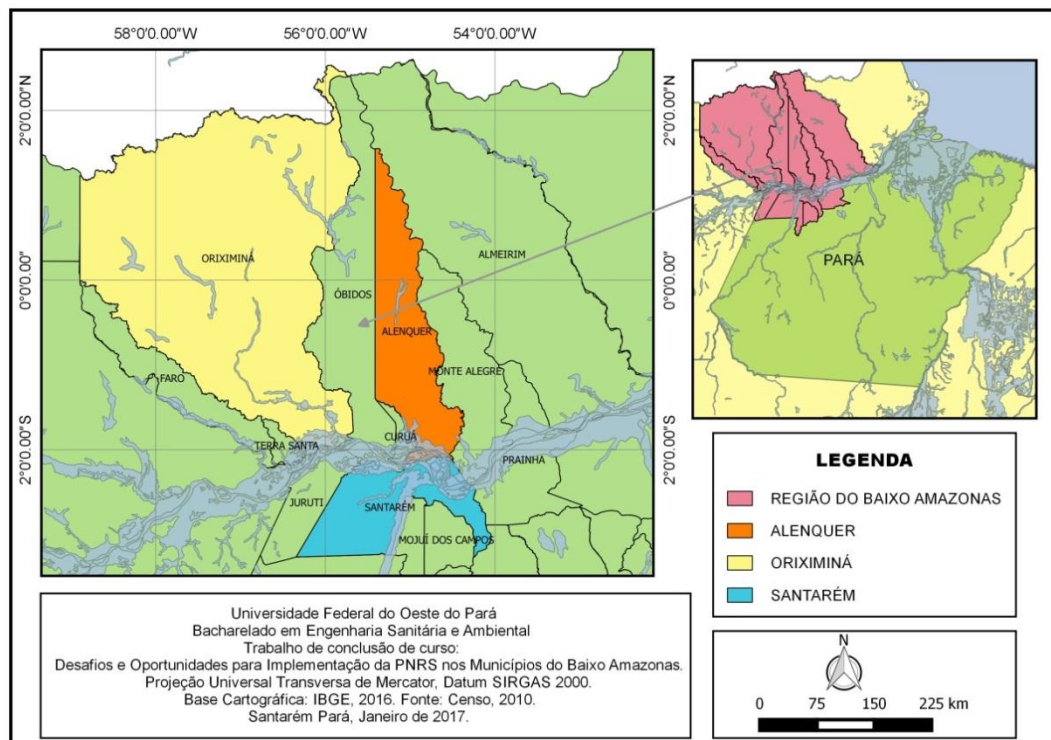 58°0'0.00"W 56°0'0.00"W 54°0'0.00"W
2°0'0.00"N
0°0'0.00"
2°0'0.00"S
2°0'0.00"N
0°0'0.00"
2°0'0.00"S
ORIXIMINÁ
ÓBIDOS
ALMEIRIM
ALENQUER
MONTE ALEGRE
FARO
CURUÁ
TERRA SANTA
PRAINHA
JURUTI
SANTARÉM
MOJUÍ DOS CAMPOS
PARÁ
LEGENDA
REGIÃO DO BAIXO AMAZONAS
ALENQUER
ORIXIMINÁ
SANTARÉM
Universidade Federal do Oeste do Pará
Bacharelado em Engenharia Sanitária e Ambiental
Trabalho de conclusão de curso:
Desafios e Oportunidades para Implementação da PNRS nos Municípios do Baixo Amazonas.
Projeção Universal Transversa de Mercator, Datum SIRGAS 2000.
Base Cartográfica: IBGE, 2016. Fonte: Censo, 2010.
Santarém Pará, Janeiro de 2017.
N
0 75 150 225 km